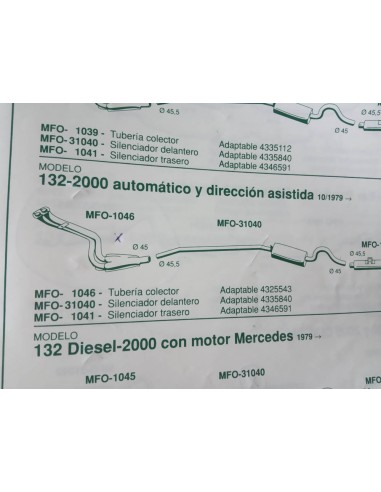 Ø 45,5
Ø 45
MFO- 1039 - Tubería colector Adaptable 4335112
MFO-31040 - Silenciador delantero Adaptable 4335840
MFO- 1041 - Silenciador trasero Adaptable 4346591
MODELO
132-2000 automático y dirección asistida 10/1979 →
MFO-1046
MFO-31040
MFO-1
Ø 45
Ø 45,5
Ø 45
Ø 45,5
MFO- 1046 - Tubería colector Adaptable 4325543
MFO-31040 - Silenciador delantero Adaptable 4335840
MFO- 1041 - Silenciador trasero Adaptable 4346591
MODELO
132 Diesel-2000 con motor Mercedes 1979 →
MFO-1045
MFO-31040